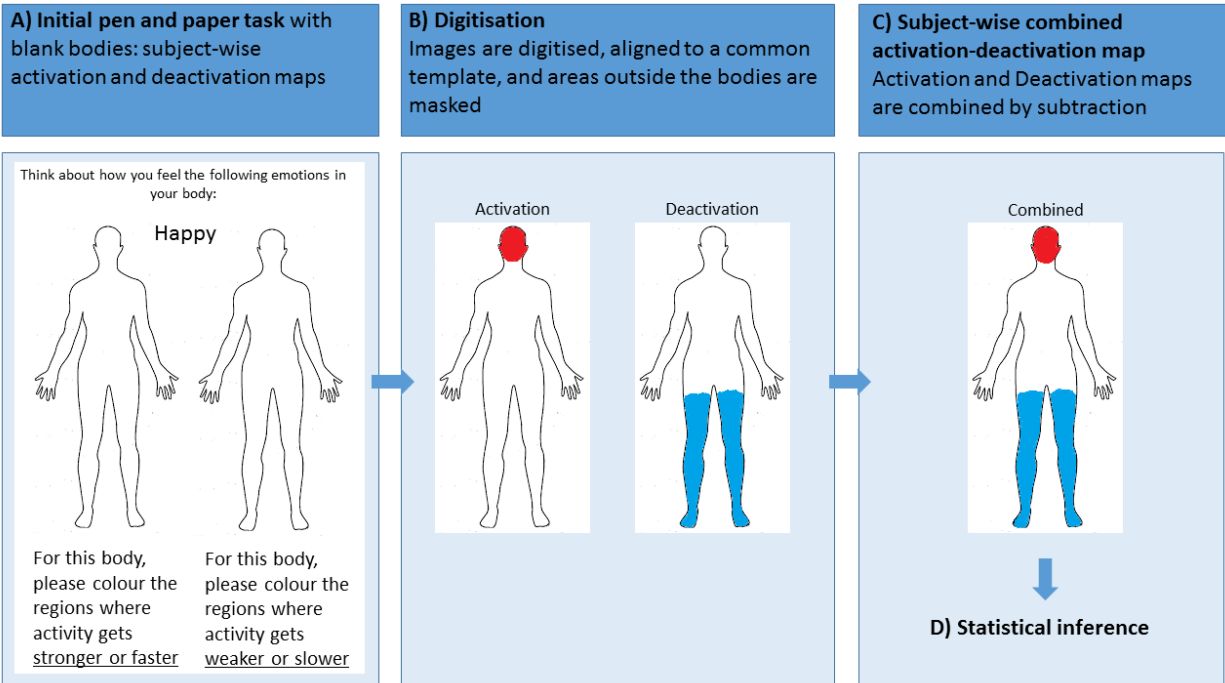 A) Initial pen and paper task with
blank bodies: subject-wise
activation and deactivation maps
B) Digitisation
Images are digitised, aligned to a common
template, and areas outside the bodies are
masked
C) Subject-wise combined
activation-deactivation map
Activation and Deactivation maps
are combined by subtraction
Think about how you feel the following emotions in
your body:
Happy
For this body,
please colour the
regions where
activity gets
stronger or faster
For this body,
please colour the
regions where
activity gets
weaker or slower
Activation
Deactivation
Combined
D) Statistical inference